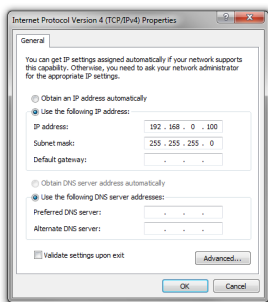 Internet Protocol Version 4 (TCP/IPv4) Properties
General
You can get IP settings assigned automatically if your network supports
this capability. Otherwise, you need to ask your network administrator
for the appropriate IP settings.
Obtain an IP address automatically
Use the following IP address:
IP address: 192 . 168 . 0 . 100
Subnet mask: 255 . 255 . 255 . 0
Default gateway: . . .
Obtain DNS server address automatically
Use the following DNS server addresses:
Preferred DNS server: . . .
Alternate DNS server: . . .
Validate settings upon exit
Advanced...
OK Cancel